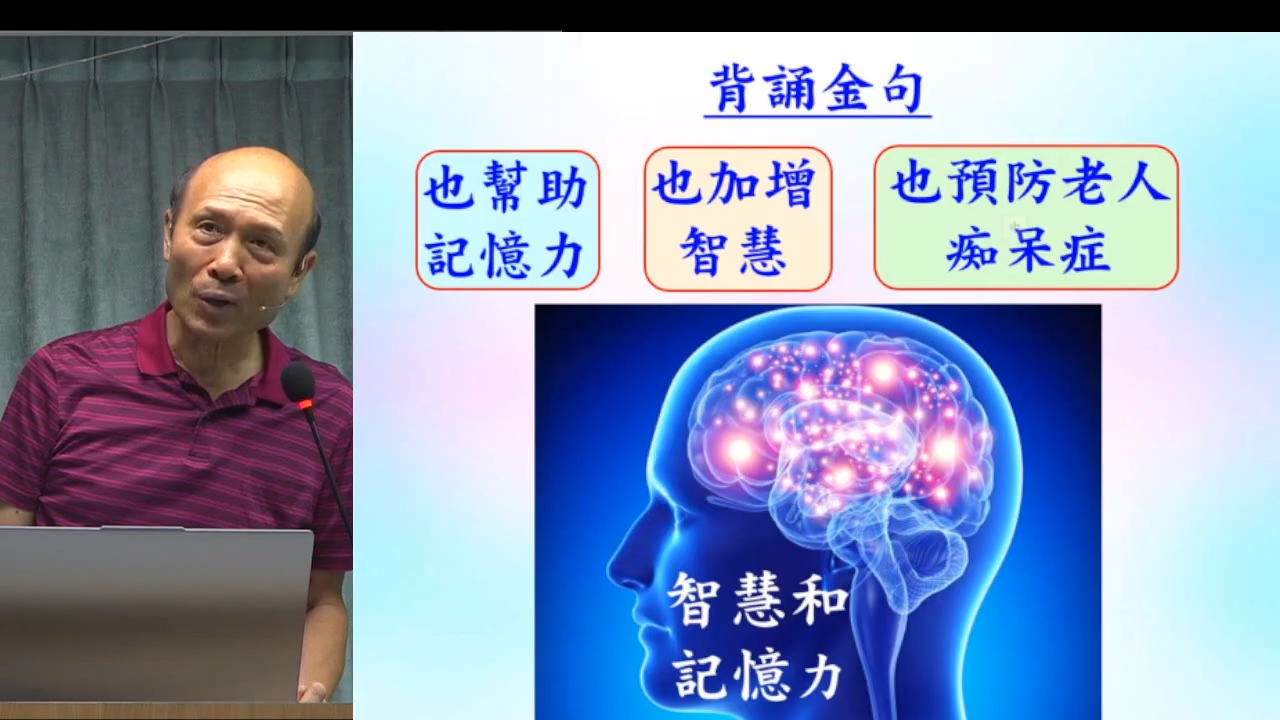 背誦金句
也幫助
記憶力
也加增
智慧
也預防老人
痴呆症
智慧和
記憶力